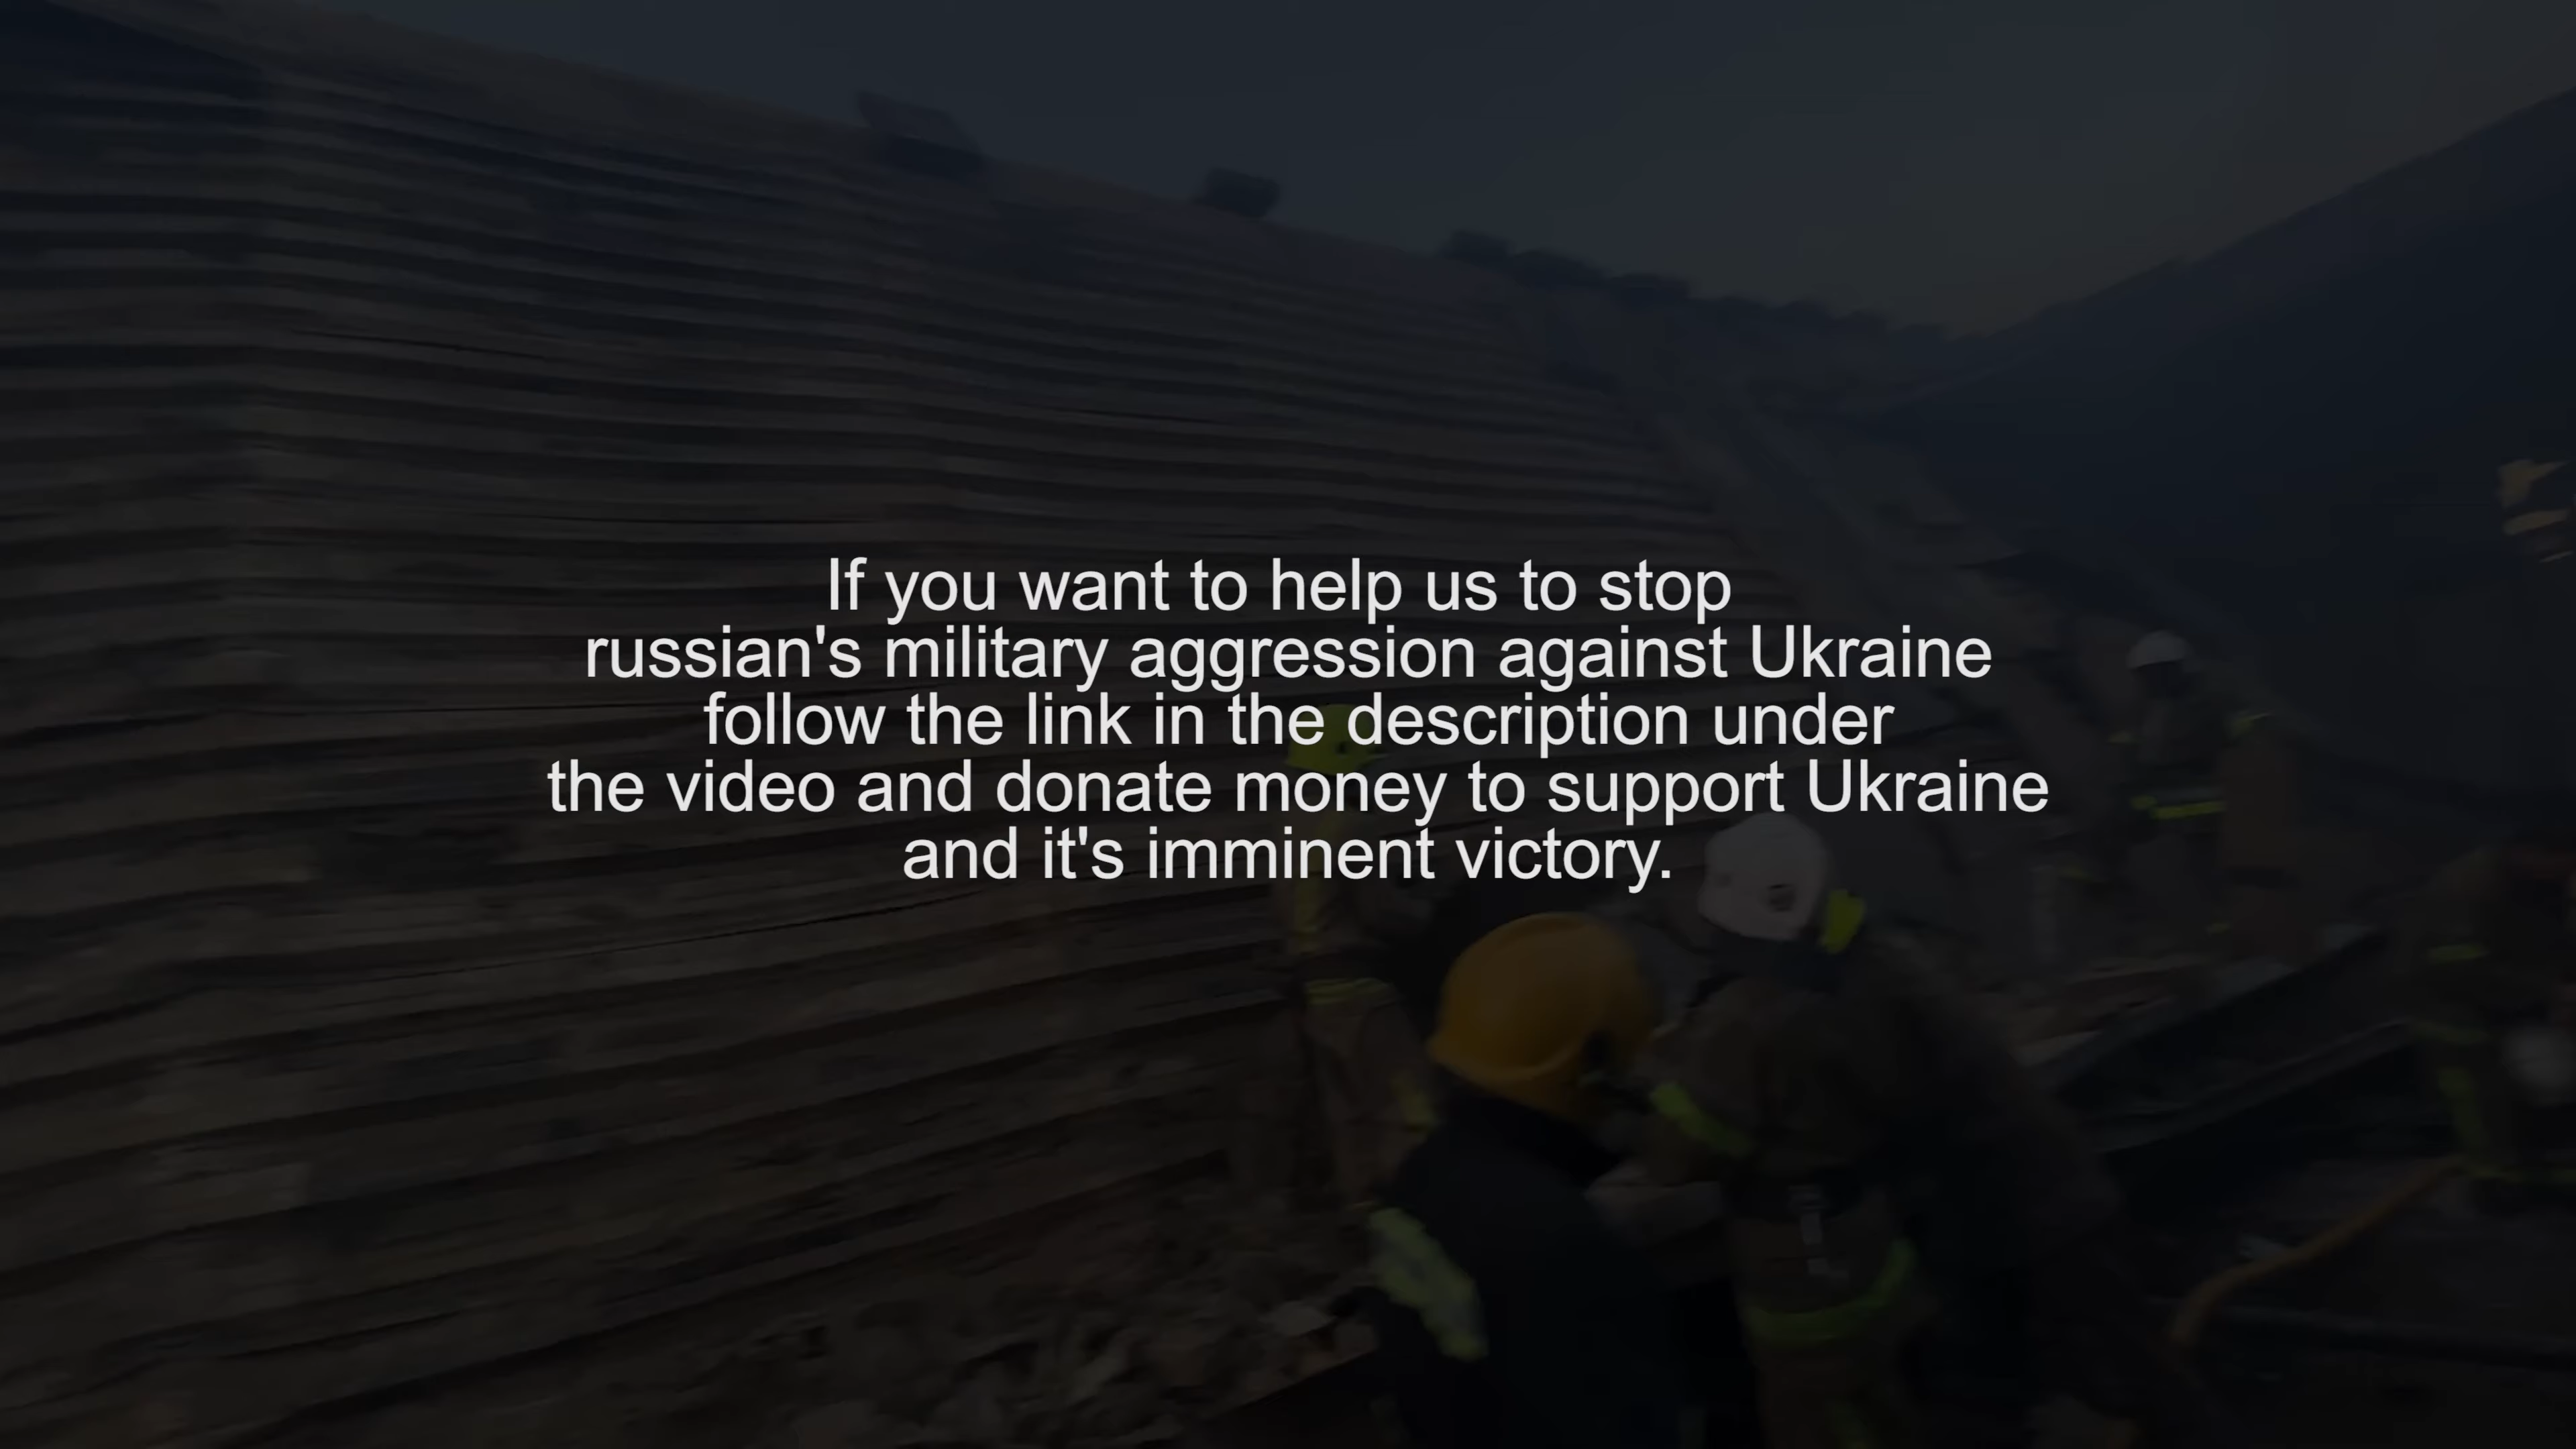 If you want to help us to stop
russian's military aggression against Ukraine
follow the link in the description under
the video and donate money to support Ukraine
and it's imminent victory.